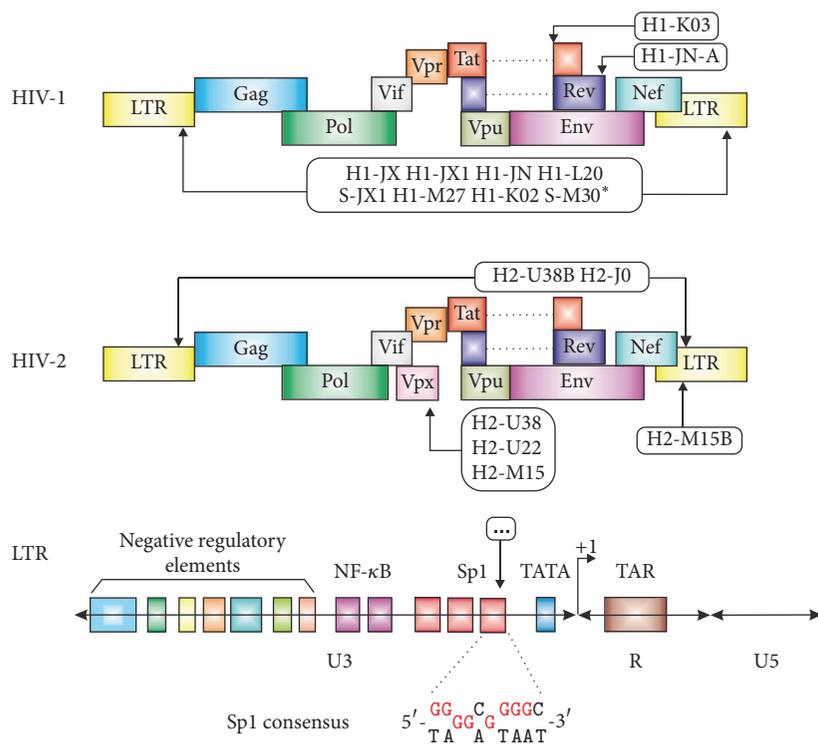 H1-K03
H1-JN-A
HIV-1
LTR
Gag
Pol
Vif
Vpr
Tat
Vpu
Rev
Env
Nef
LTR
H1-JX H1-JX1 H1-JN H1-L20
S-JX1 H1-M27 H1-K02 S-M30*
H2-U38B H2-J0
HIV-2
LTR
Gag
Pol
Vif
Vpx
Vpr
Tat
Vpu
Rev
Env
Nef
LTR
H2-U38
H2-U22
H2-M15
H2-M15B
LTR
Negative regulatory
elements
NF-κB
Sp1
...
TATA
+1
TAR
U3
R
U5
Sp1 consensus
5′- GG GG C G GGGC -3′
T A A TAAT